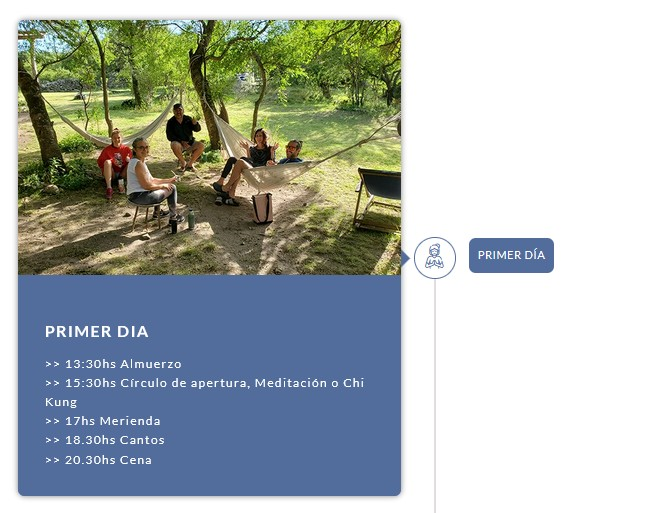 PRIMER DIA
>> 13:30hs Almuerzo
>> 15:30hs Círculo de apertura, Meditación o Chi
Kung
>> 17hs Merienda
>> 18.30hs Cantos
>> 20.30hs Cena
PRIMER DÍA